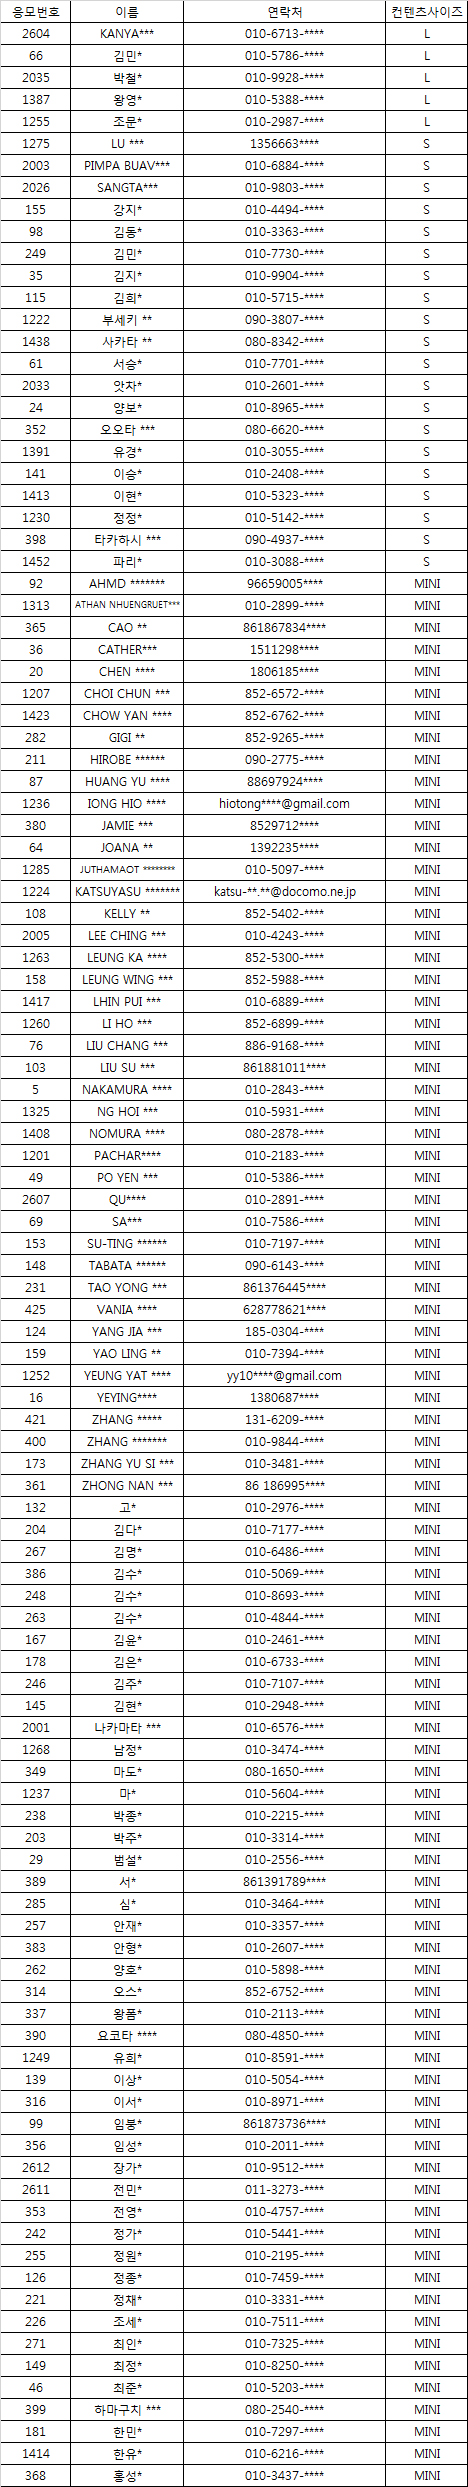 응모번호 이름 연락처 컨텐츠사이즈
2604 KANYA*** 010-6713-**** L
66 김민* 010-5786-**** L
2035 박철* 010-9928-**** L
1387 왕영* 010-5388-**** L
1255 조문* 010-2987-**** L
1275 LU *** 1356663**** S
2003 PIMPA BUAV*** 010-6884-**** S
2026 SANGTA*** 010-9803-**** S
155 강지* 010-4494-**** S
98 김동* 010-3363-**** S
249 김민* 010-7730-**** S
35 김지* 010-9904-**** S
115 김희* 010-5715-**** S
1222 부세키 ** 090-3807-**** S
1438 사카타 ** 080-8342-**** S
61 서승* 010-7701-**** S
2033 앗차* 010-2601-**** S
24 양보* 010-8965-**** S
352 오오타 *** 080-6620-**** S
1391 유경* 010-3055-**** S
141 이승* 010-2408-**** S
1413 이현* 010-5323-**** S
1230 정정* 010-5142-**** S
398 타카하시 *** 090-4937-**** S
1452 파리* 010-3088-**** S
92 AHMD ******* 96659005**** MINI
1313 ATHAN NHUENGRUET*** 010-2899-**** MINI
365 CAO ** 861867834**** MINI
36 CATHER*** 1511298**** MINI
20 CHEN **** 1806185**** MINI
1207 CHOI CHUN *** 852-6572-**** MINI
1423 CHOW YAN **** 852-6762-**** MINI
282 GIGI ** 852-9265-**** MINI
211 HIROBE ****** 090-2775-**** MINI
87 HUANG YU **** 88697924**** MINI
1236 IONG HIO **** hiotong****@gmail.com MINI
380 JAMIE *** 8529712**** MINI
64 JOANA ** 1392235**** MINI
1285 JUTHAMAOT ******** 010-5097-**** MINI
1224 KATSUYASU ******* katsu-**.**@docomo.ne.jp MINI
108 KELLY ** 852-5402-**** MINI
2005 LEE CHING *** 010-4243-**** MINI
1263 LEUNG KA **** 852-5300-**** MINI
158 LEUNG WING *** 852-5988-**** MINI
1417 LHIN PUI *** 010-6889-**** MINI
1260 LI HO *** 852-6899-**** MINI
76 LIU CHANG *** 886-9168-**** MINI
103 LIU SU *** 861881011**** MINI
5 NAKAMURA **** 010-2843-**** MINI
1325 NG HOI *** 010-5931-**** MINI
1408 NOMURA **** 080-2878-**** MINI
1201 PACHAR**** 010-2183-**** MINI
49 PO YEN *** 010-5386-**** MINI
2607 QU**** 010-2891-**** MINI
69 SA*** 010-7586-**** MINI
153 SU-TING ****** 010-7197-**** MINI
148 TABATA ****** 090-6143-**** MINI
231 TAO YONG *** 861376445**** MINI
425 VANIA **** 628778621**** MINI
124 YANG JIA *** 185-0304-**** MINI
159 YAO LING ** 010-7394-**** MINI
1252 YEUNG YAT **** yy10****@gmail.com MINI
16 YEYING**** 1380687**** MINI
421 ZHANG ***** 131-6209-**** MINI
400 ZHANG ******* 010-9844-**** MINI
173 ZHANG YU SI *** 010-3481-**** MINI
361 ZHONG NAN *** 86 186995**** MINI
132 고* 010-2976-**** MINI
204 김다* 010-7177-**** MINI
267 김명* 010-6486-**** MINI
386 김수* 010-5069-**** MINI
248 김수* 010-8693-**** MINI
263 김수* 010-4844-**** MINI
167 김윤* 010-2461-**** MINI
178 김은* 010-6733-**** MINI
246 김주* 010-7107-**** MINI
145 김현* 010-2948-**** MINI
2001 나카마타 *** 010-6576-**** MINI
1268 남정* 010-3474-**** MINI
349 마도* 080-1650-**** MINI
1237 마* 010-5604-**** MINI
238 박종* 010-2215-**** MINI
203 박주* 010-3314-**** MINI
29 범설* 010-2556-**** MINI
389 서* 861391789**** MINI
285 심* 010-3464-**** MINI
257 안재* 010-3357-**** MINI
383 안형* 010-2607-**** MINI
262 양호* 010-5898-**** MINI
314 오스* 852-6752-**** MINI
337 왕품* 010-2113-**** MINI
390 요코타 **** 080-4850-**** MINI
1249 유희* 010-8591-**** MINI
139 이상* 010-5054-**** MINI
316 이서* 010-8971-**** MINI
99 임봉* 861873736**** MINI
356 임성* 010-2011-**** MINI
2612 장가* 010-9512-**** MINI
2611 전민* 011-3273-**** MINI
353 전영* 010-4757-**** MINI
242 정가* 010-5441-**** MINI
255 정원* 010-2195-**** MINI
126 정종* 010-7459-**** MINI
221 정채* 010-3331-**** MINI
226 조세* 010-7511-**** MINI
271 최인* 010-7325-**** MINI
149 최정* 010-8250-**** MINI
46 최준* 010-5203-**** MINI
399 하마구치 *** 080-2540-**** MINI
181 한민* 010-7297-**** MINI
1414 한유* 010-6216-**** MINI
368 홍성* 010-3437-**** MINI